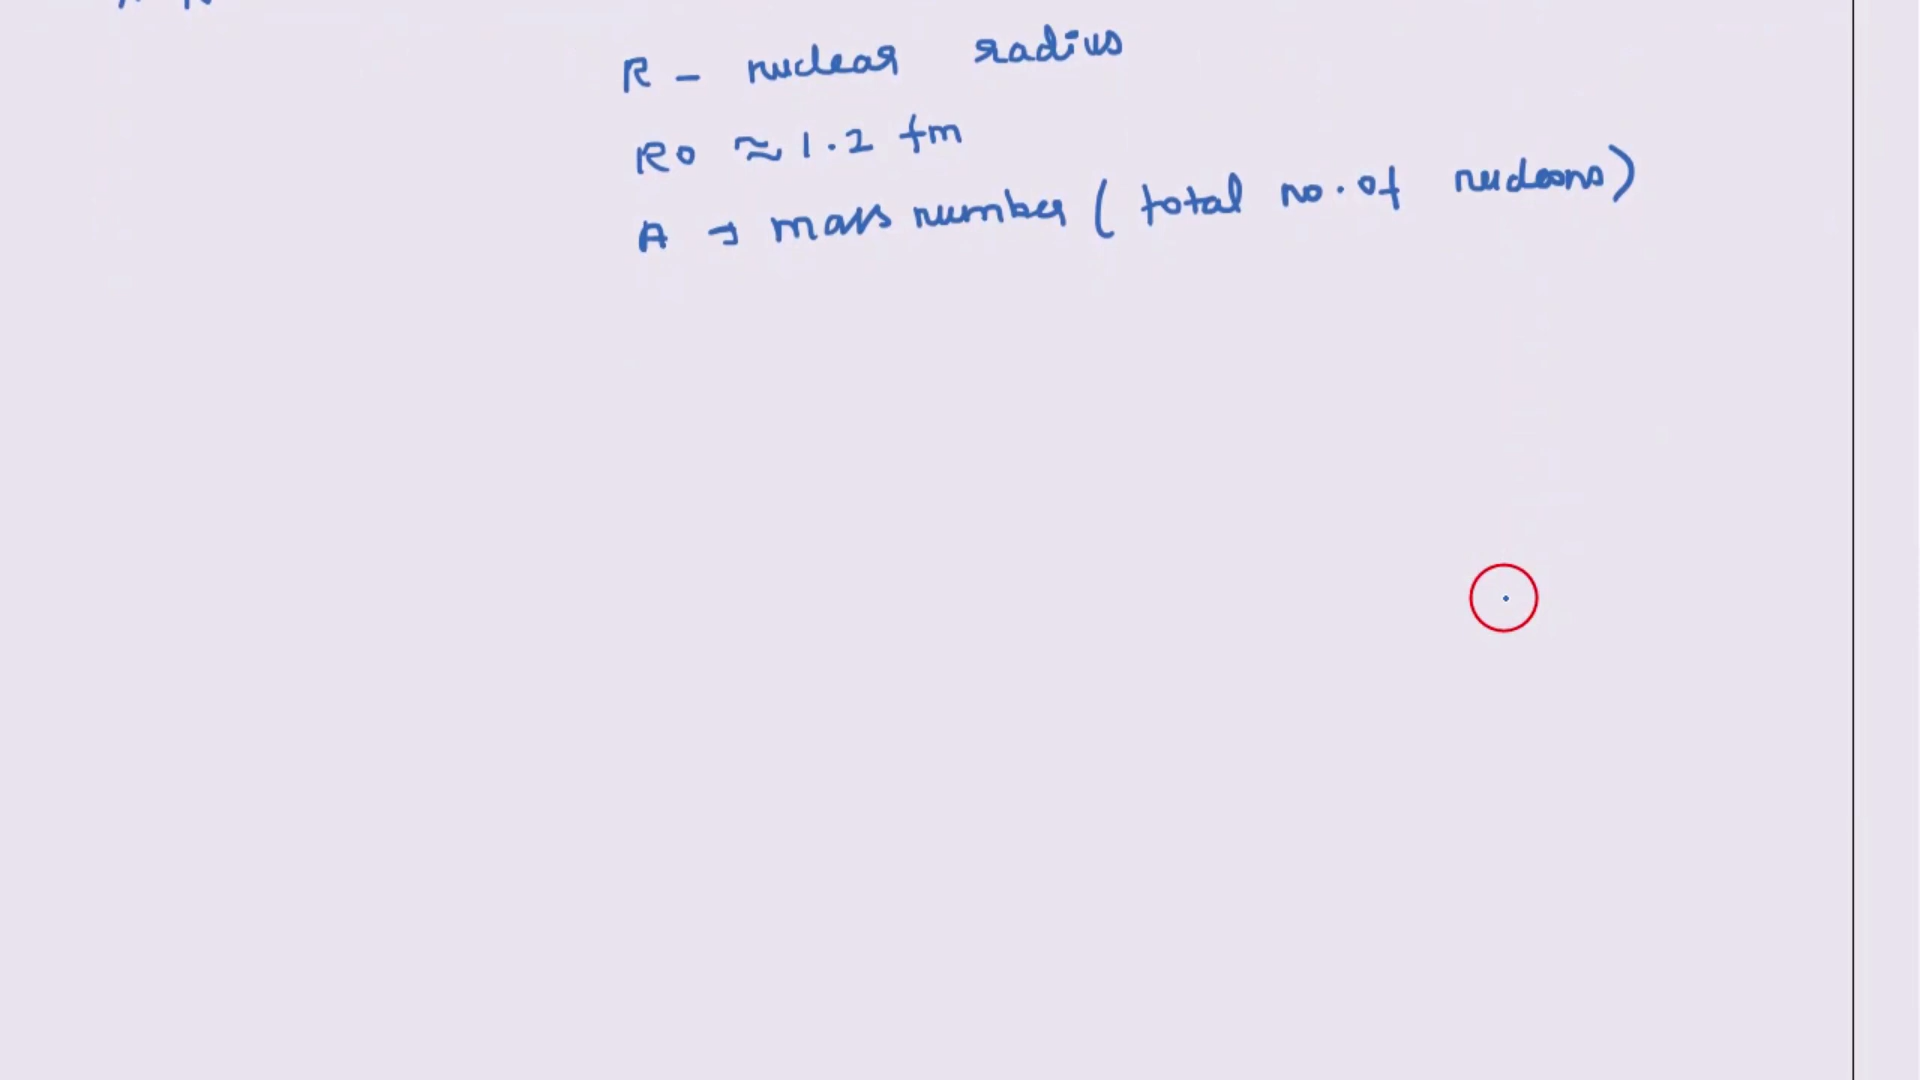 R - nuclear radius
R0 ≈ 1.2 fm
A → mass number ( total no. of nucleons )